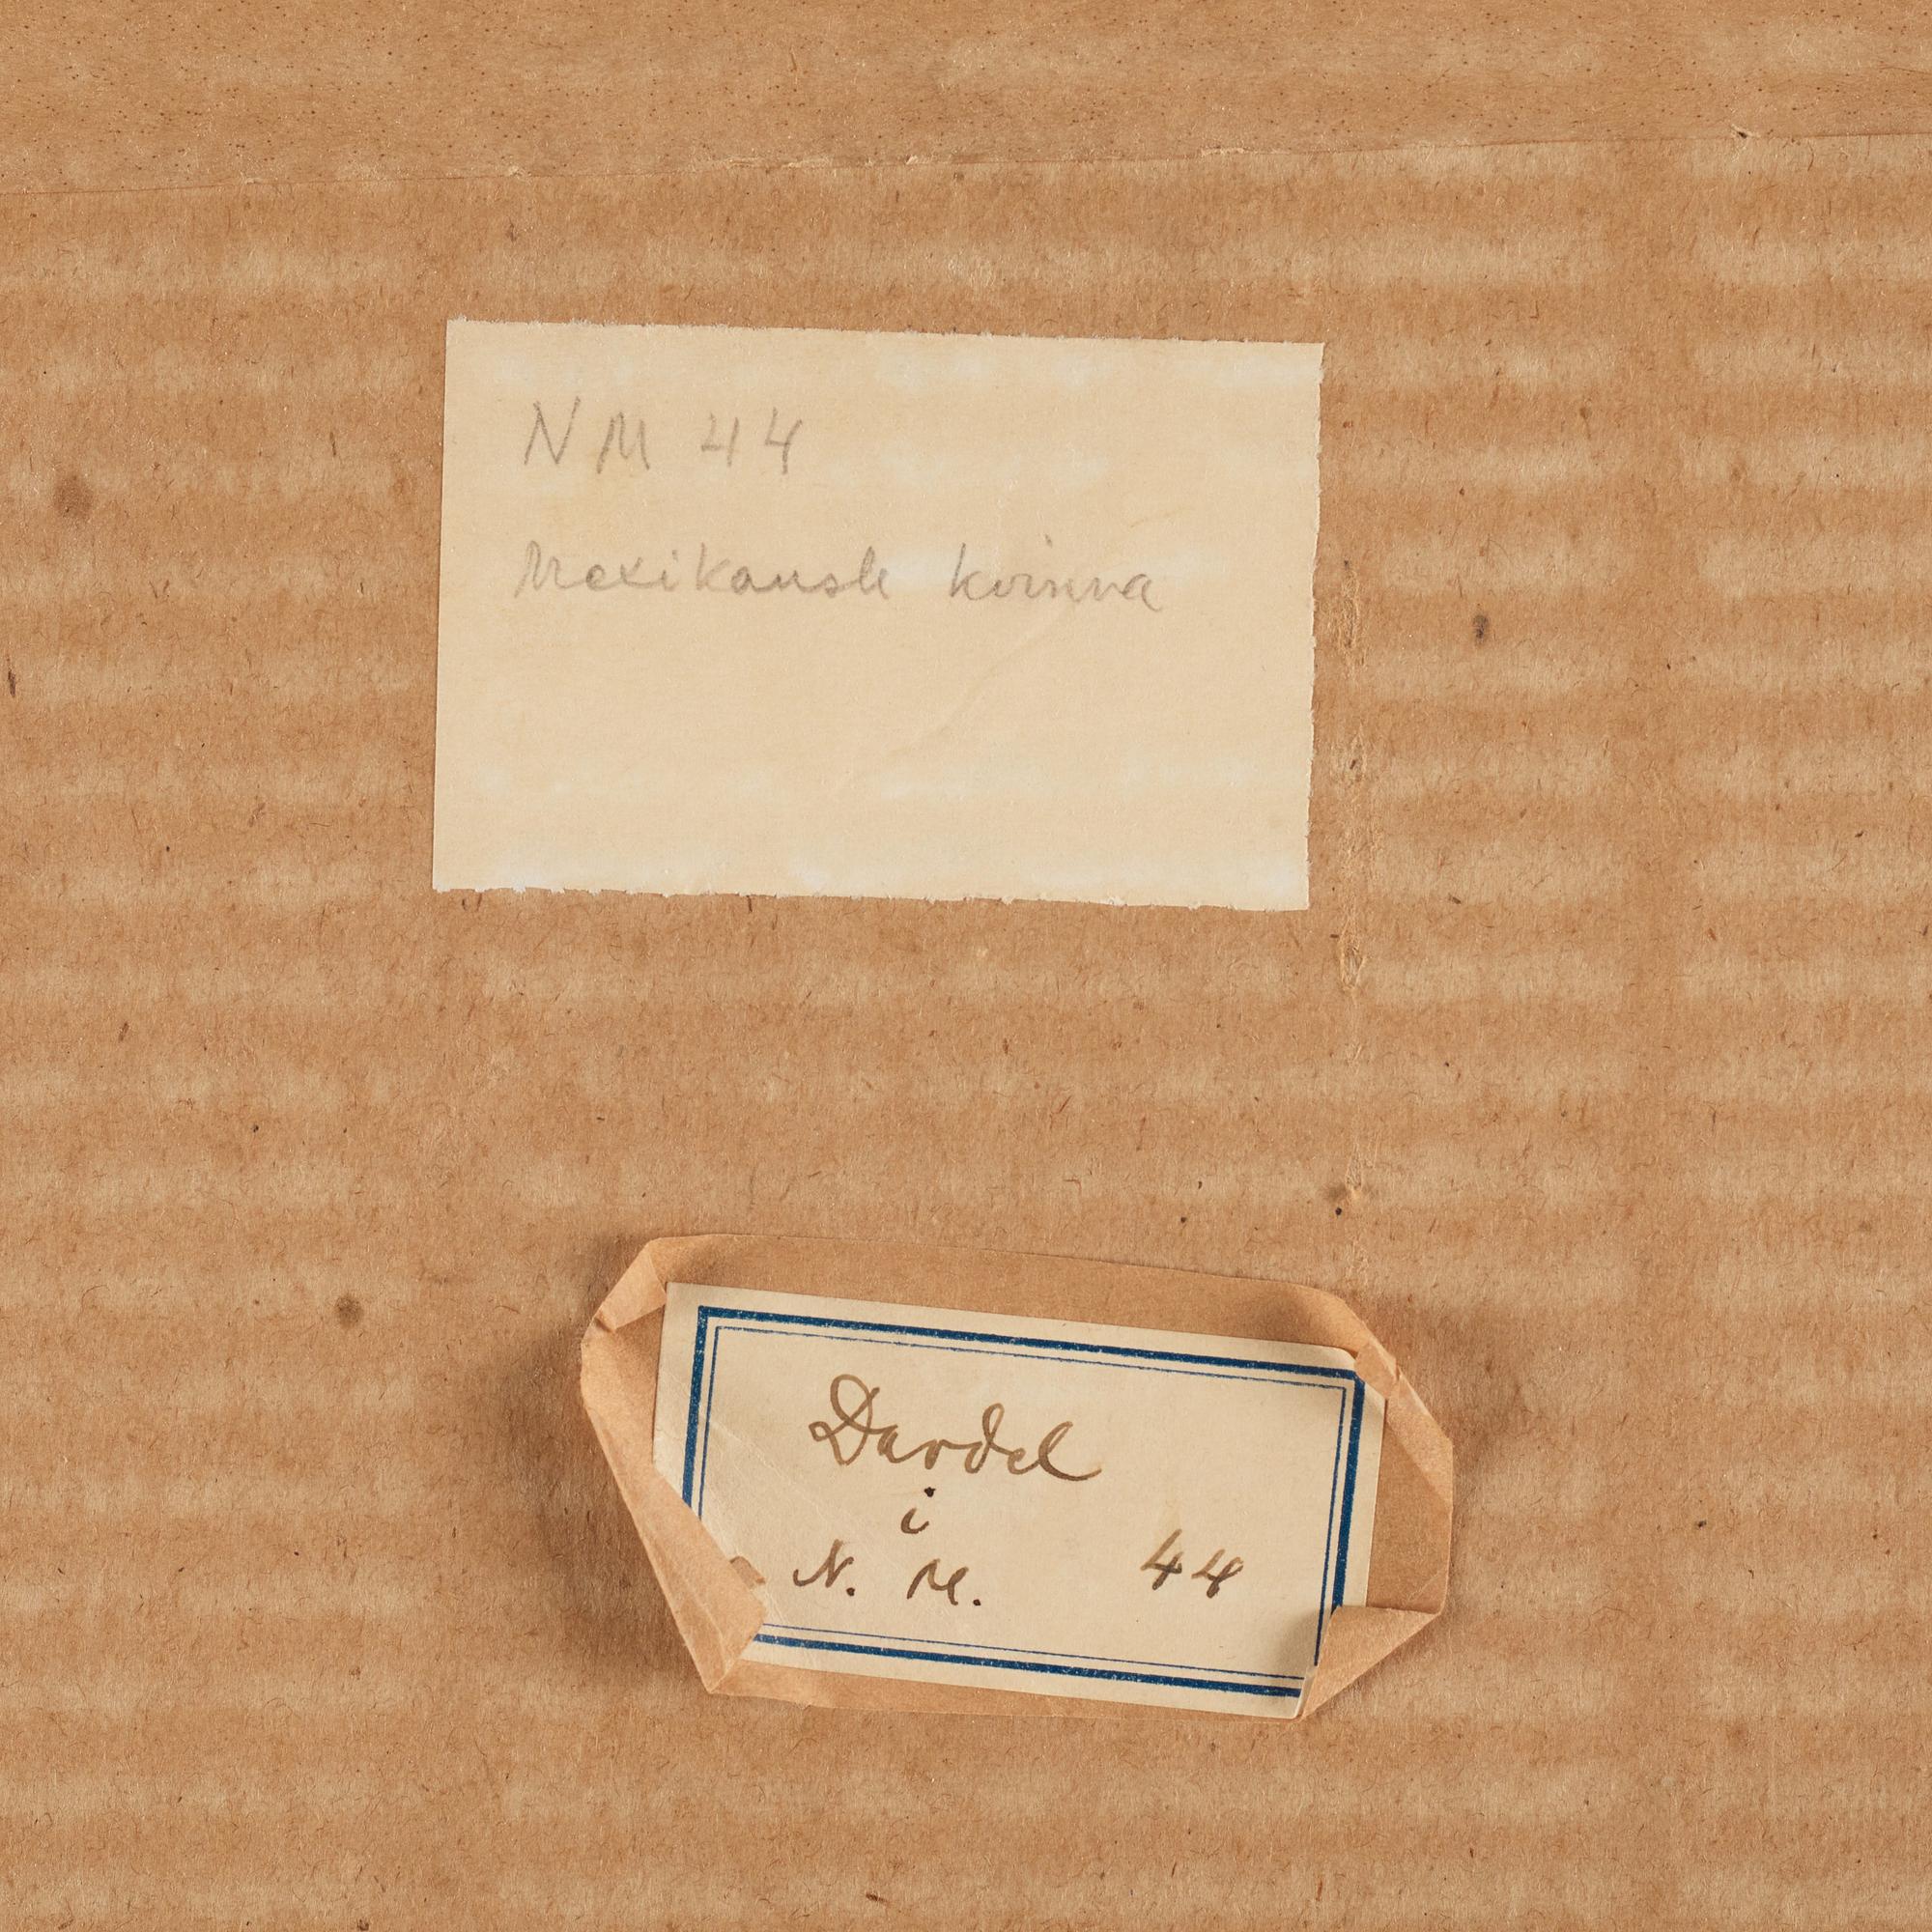 NM 44
Mexikansk kvinna
Dardel
i
N. M. 44